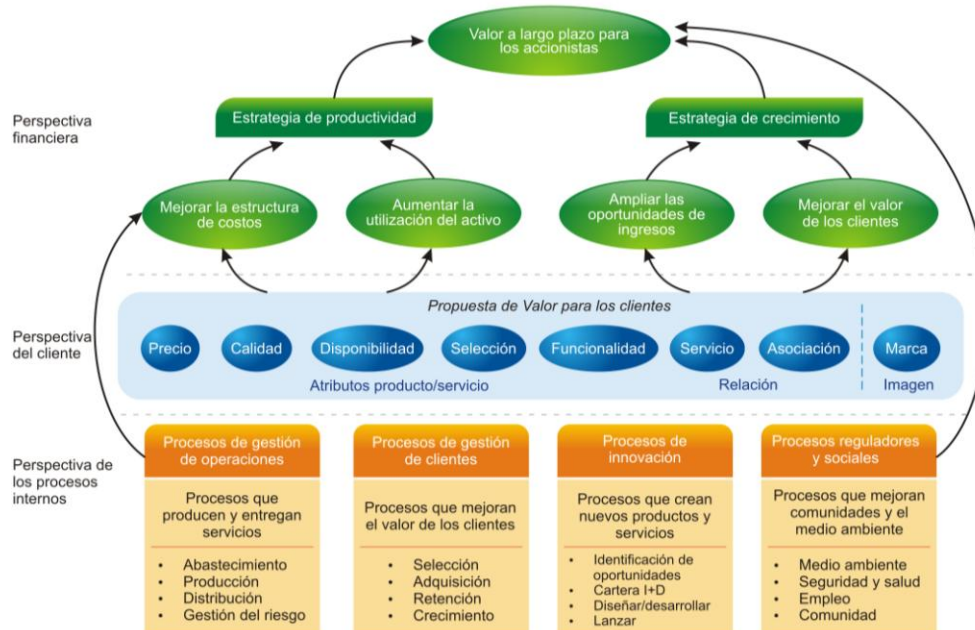 Valor a largo plazo para
los accionistas
Perspectiva
financiera
Estrategia de productividad
Estrategia de crecimiento
Mejorar la estructura
de costos
Aumentar la
utilización del activo
Ampliar las
oportunidades de
ingresos
Mejorar el valor
de los clientes
Perspectiva
del cliente
Propuesta de Valor para los clientes
Precio
Calidad
Disponibilidad
Selección
Funcionalidad
Servicio
Asociación
Marca
Atributos producto/servicio
Relación
Imagen
Perspectiva de
los procesos
internos
Procesos de gestión
de operaciones
Procesos que
producen y entregan
servicios
• Abastecimiento
• Producción
• Distribución
• Gestión del riesgo
Procesos de gestión
de clientes
Procesos que mejoran
el valor de los clientes
• Selección
• Adquisición
• Retención
• Crecimiento
Procesos de
innovación
Procesos que crean
nuevos productos y
servicios
• Identificación de
oportunidades
• Cartera I+D
• Diseñar/desarrollar
• Lanzar
Procesos reguladores
y sociales
Procesos que mejoran
comunidades y el
medio ambiente
• Medio ambiente
• Seguridad y salud
• Empleo
• Comunidad